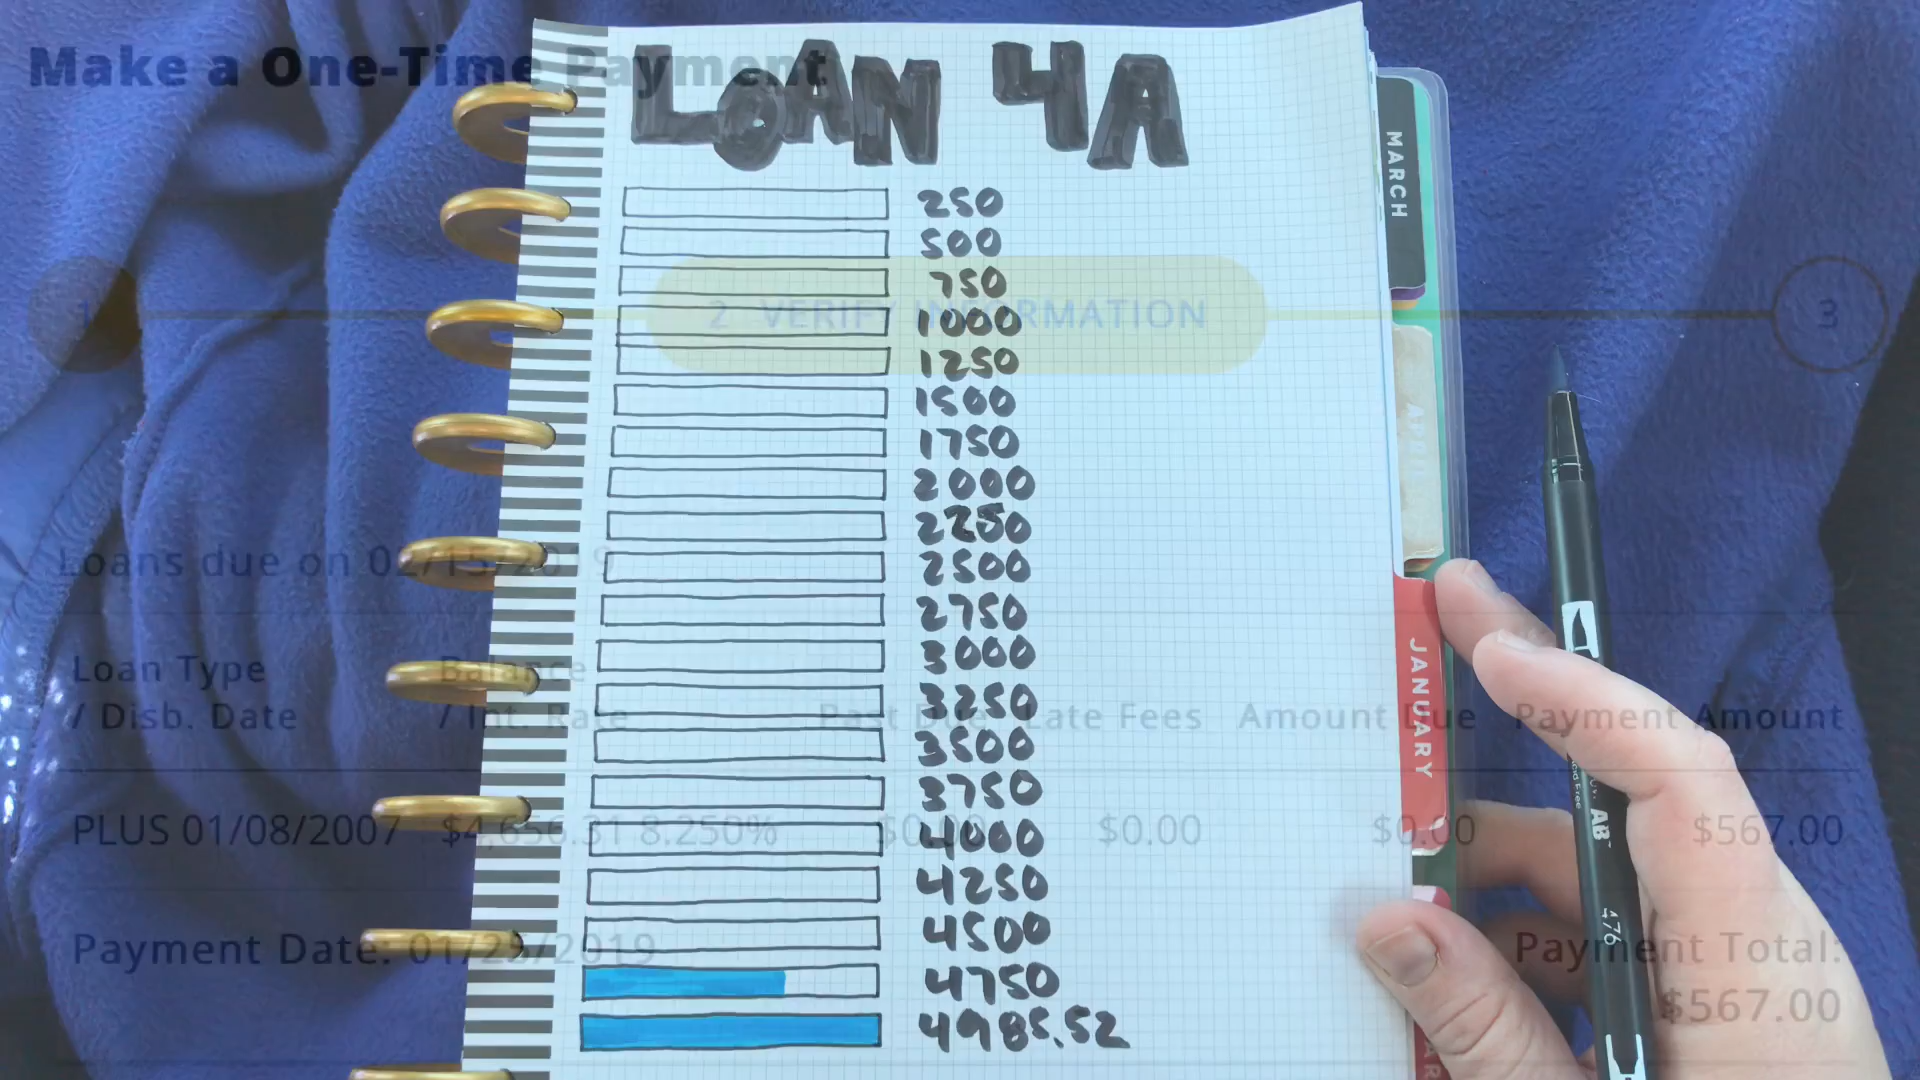 Make a One-Time Payment
LOAN 4A
MARCH
250
500
750
1 2 VERIFY INFORMATION 3
1000
1250
1500
APRIL
1750
2000
2250
Loans due on 02/15/2019
2500
2750
3000
JANUARY
Loan Type / Disb. Date
Balance / Int. Rate
Past Due
Late Fees
Amount Due
Payment Amount
3250
3500
3750
PLUS 01/08/2007 $4,656.31 8.250% $0.00 $0.00 $0.00 $567.00
4000
4250
4500
AB
476
Payment Date: 01/25/2019
Payment Total:
$567.00
4750
4985.52